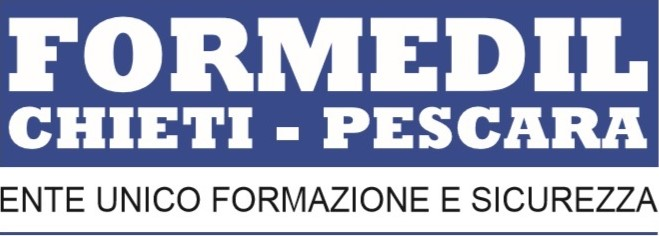 FORMEDIL
CHIETI - PESCARA
ENTE UNICO FORMAZIONE E SICUREZZA